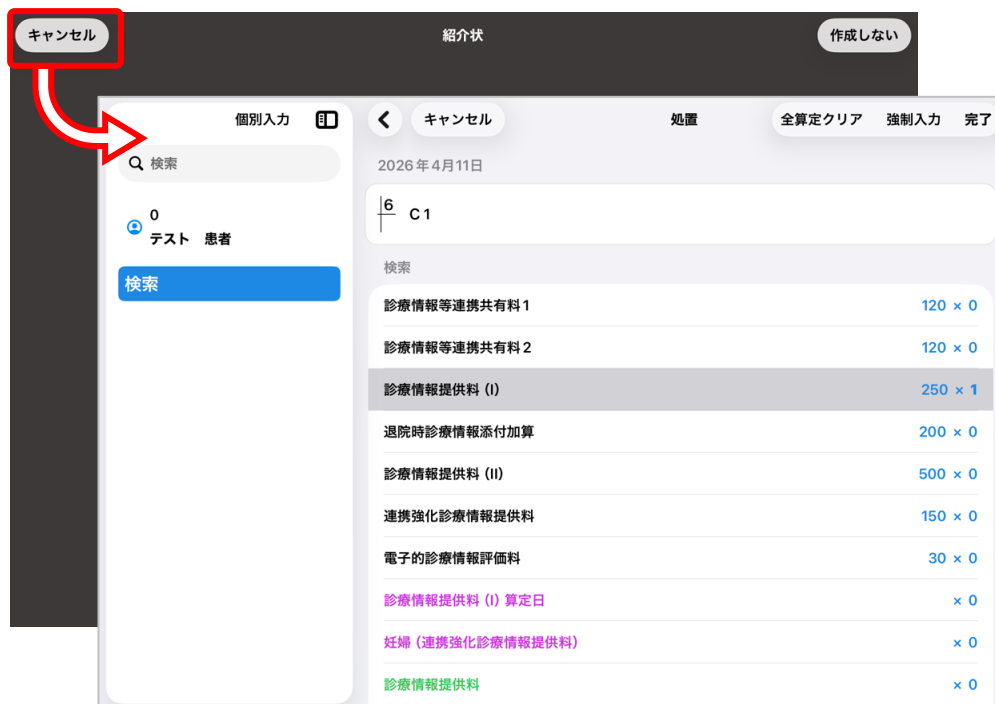 キャンセル
紹介状
作成しない
個別入力
キャンセル
処置
全算定クリア
強制入力
完了
検索
2026年4月11日
0
テスト 患者
6
C1
検索
検索
診療情報等連携共有料1
120 × 0
診療情報等連携共有料2
120 × 0
診療情報提供料 (I)
250 × 1
退院時診療情報添付加算
200 × 0
診療情報提供料 (II)
500 × 0
連携強化診療情報提供料
150 × 0
電子的診療情報評価料
30 × 0
診療情報提供料 (I) 算定日
× 0
妊婦 (連携強化診療情報提供料)
× 0
診療情報提供料
× 0